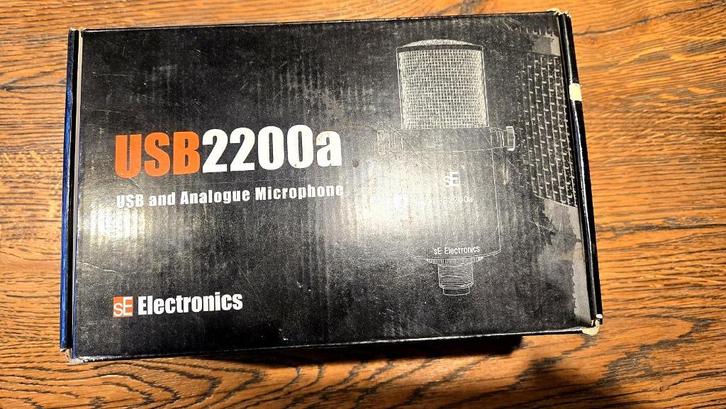 USB2200a
USB and Analogue Microphone
sE Electronics
sE
sE Electronics